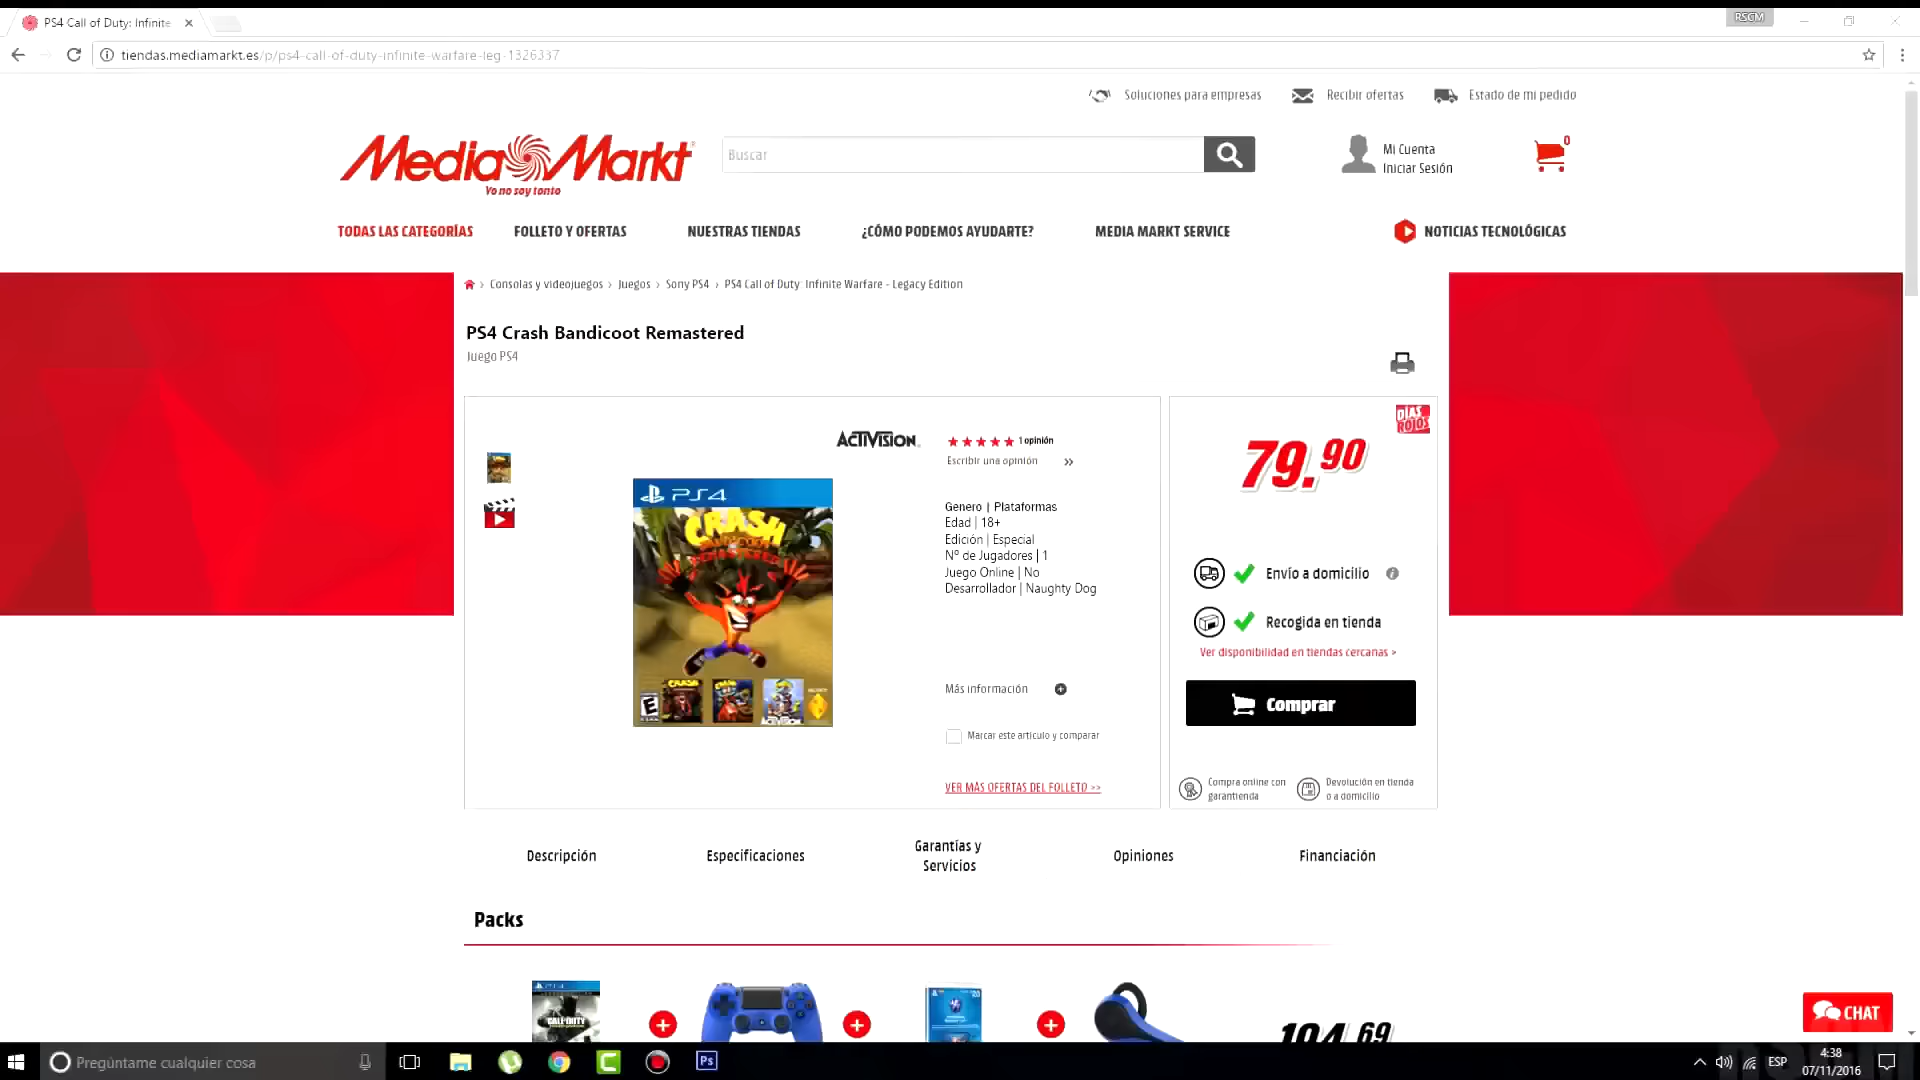 PS4 Call of Duty: Infinite
RSCM
tiendas.mediamarkt.es/p/ps4-call-of-duty-infinite-warfare-leg-1326337
Soluciones para empresas
Recibir ofertas
Estado de mi pedido
MediaMarkt
Yo no soy tonto
Buscar
Mi Cuenta
Iniciar Sesión
0
TODAS LAS CATEGORÍAS
FOLLETO Y OFERTAS
NUESTRAS TIENDAS
¿CÓMO PODEMOS AYUDARTE?
MEDIA MARKT SERVICE
NOTICIAS TECNOLÓGICAS
Consolas y videojuegos › Juegos › Sony PS4 › PS4 Call of Duty Infinite Warfare - Legacy Edition
PS4 Crash Bandicoot Remastered
Juego PS4
ACTIVISION
1 opinión
Escribir una opinión »
PS4
CRASH
E
ACTIVISION
Genero | Plataformas
Edad | 18+
Edición | Especial
Nº de Jugadores | 1
Juego Online | No
Desarrollador | Naughty Dog
Más información
Marcar este artículo y comparar
VER MÁS OFERTAS DEL FOLLETO >>
DÍAS ROJOS
79.90
Envío a domicilio
Recogida en tienda
Ver disponibilidad en tiendas cercanas >
Comprar
Compra online con
garantienda
Devolución en tienda
o a domicilio
Descripción
Especificaciones
Garantías y
Servicios
Opiniones
Financiación
Packs
PS4
CALL OF DUTY
104.69
CHAT
Pregúntame cualquier cosa
Ps
ESP
4:38
07/11/2016